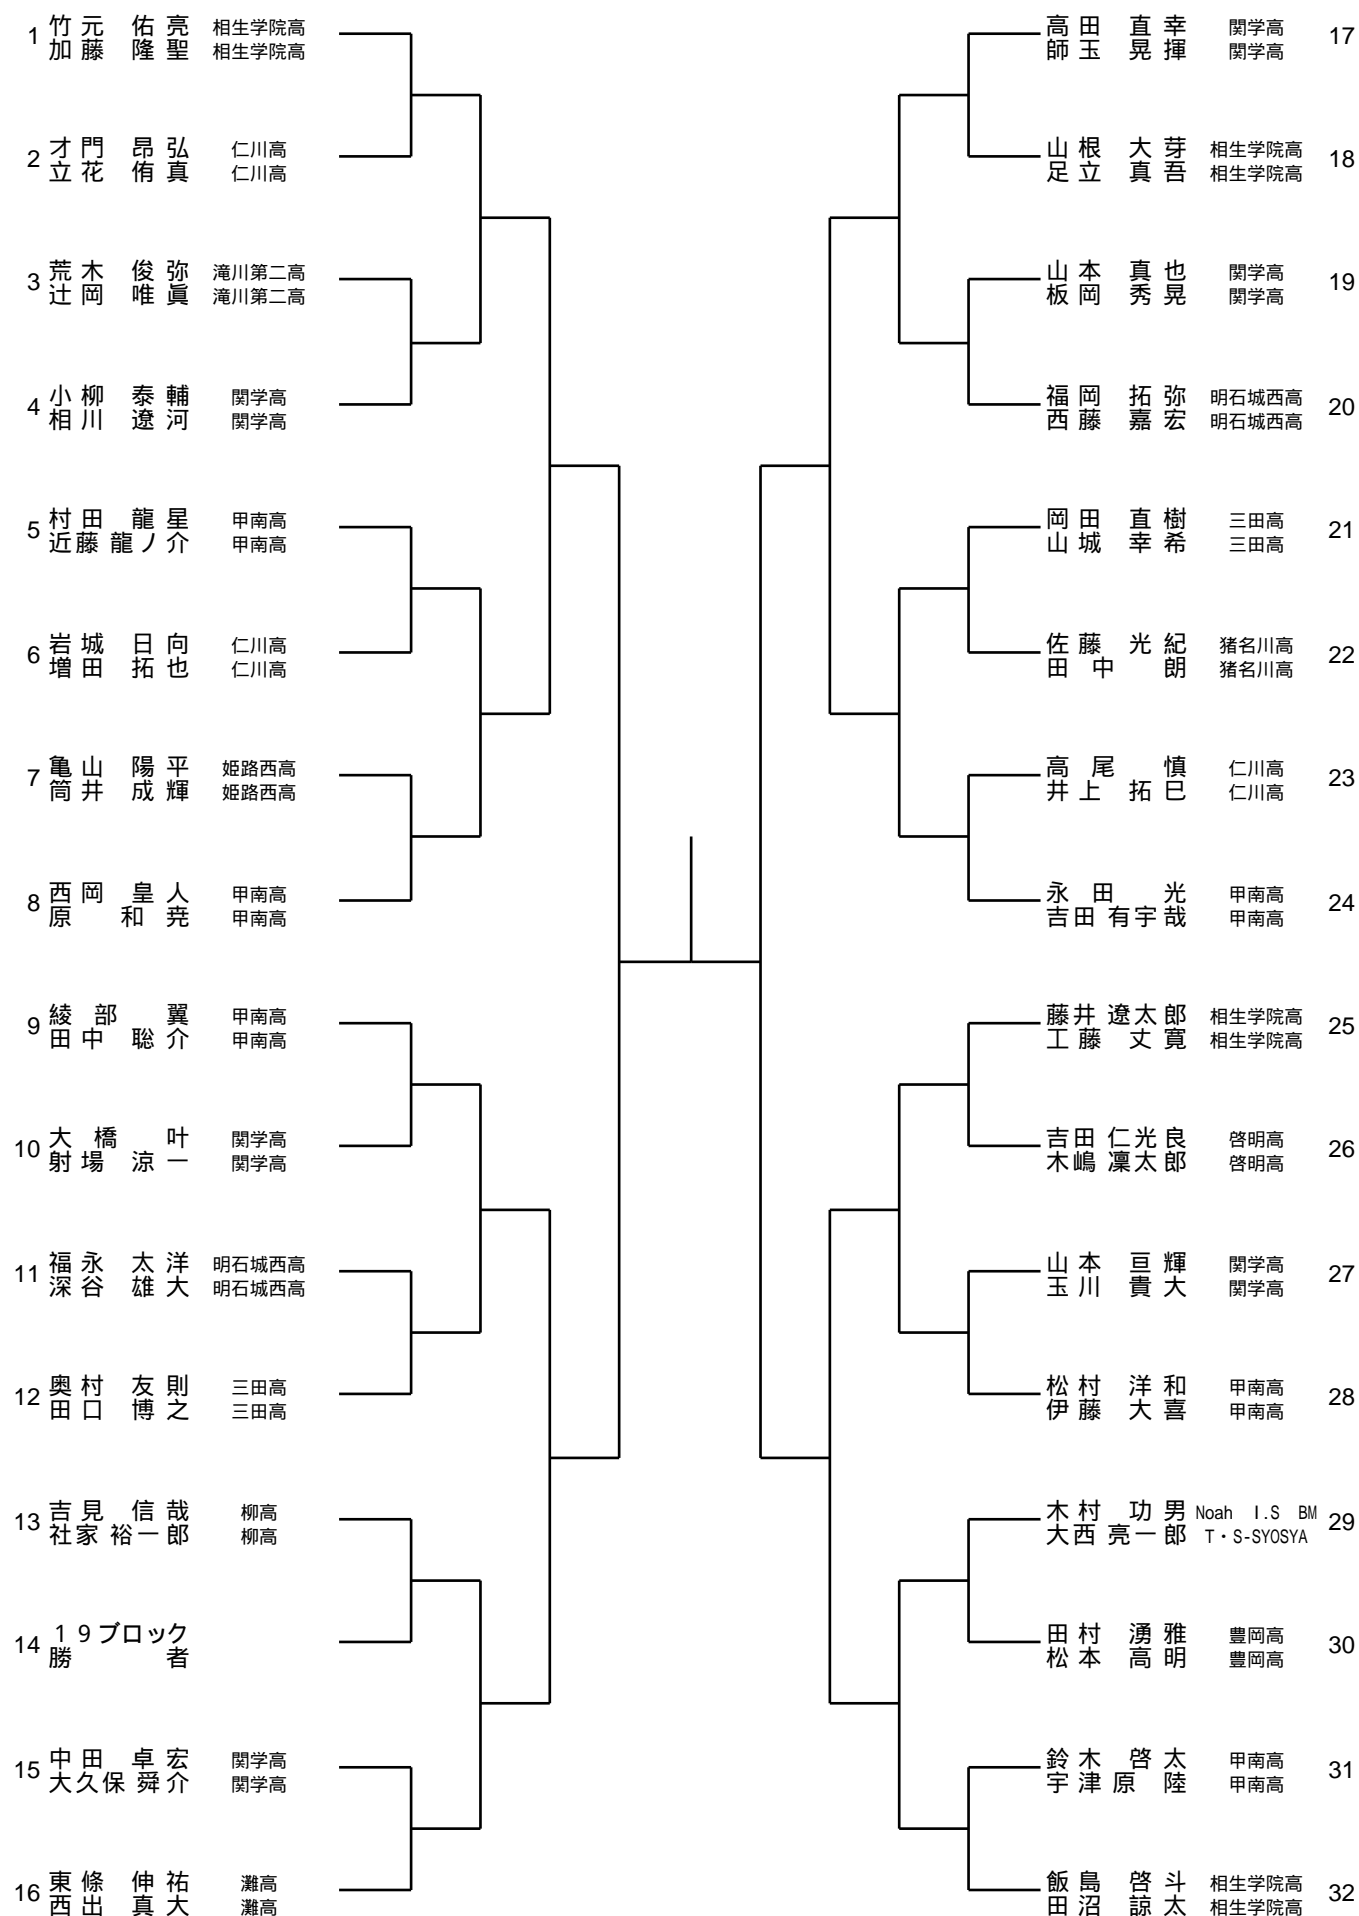 1 竹元 佑亮 相生学院高
加藤 隆聖 相生学院高
2 才門 昂弘 仁川高
立花 侑真 仁川高
3 荒木 俊弥 滝川第二高
辻岡 唯眞 滝川第二高
4 小柳 泰輔 関学高
相川 遼河 関学高
5 村田 龍星 甲南高
近藤 龍ノ介 甲南高
6 岩城 日向 仁川高
増田 拓也 仁川高
7 亀山 陽平 姫路西高
筒井 成輝 姫路西高
8 西岡 皇人 甲南高
原 和尭 甲南高
9 綾部 翼 甲南高
田中 聡介 甲南高
10 大橋 叶 関学高
射場 涼一 関学高
11 福永 太洋 明石城西高
深谷 雄大 明石城西高
12 奥村 友則 三田高
田口 博之 三田高
13 吉見 信哉 柳高
社家 裕一郎 柳高
14 19ブロック
勝者
15 中田 卓宏 関学高
大久保 舜介 関学高
16 東條 伸祐 灘高
西出 真大 灘高
高田 直幸 関学高 17
師玉 晃揮 関学高
山根 大芽 相生学院高 18
足立 真吾 相生学院高
山本 真也 関学高 19
板岡 秀晃 関学高
福岡 拓弥 明石城西高 20
西藤 嘉宏 明石城西高
岡田 直樹 三田高 21
山城 幸希 三田高
佐藤 光紀 猪名川高 22
田中 朗 猪名川高
高尾 慎 仁川高 23
井上 拓巳 仁川高
永田 光 甲南高 24
吉田 有宇哉 甲南高
藤井 遼太郎 相生学院高 25
工藤 丈寛 相生学院高
吉田 仁光良 啓明高 26
木嶋 凜太郎 啓明高
山本 亘輝 関学高 27
玉川 貴大 関学高
松村 洋和 甲南高 28
伊藤 大喜 甲南高
木村 功男 Noah I.S BM 29
大西 亮一郎 T・S-SYOSYA
田村 湧雅 豊岡高 30
松本 高明 豊岡高
鈴木 啓太 甲南高 31
宇津原 陸 甲南高
飯島 啓斗 相生学院高 32
田沼 諒太 相生学院高